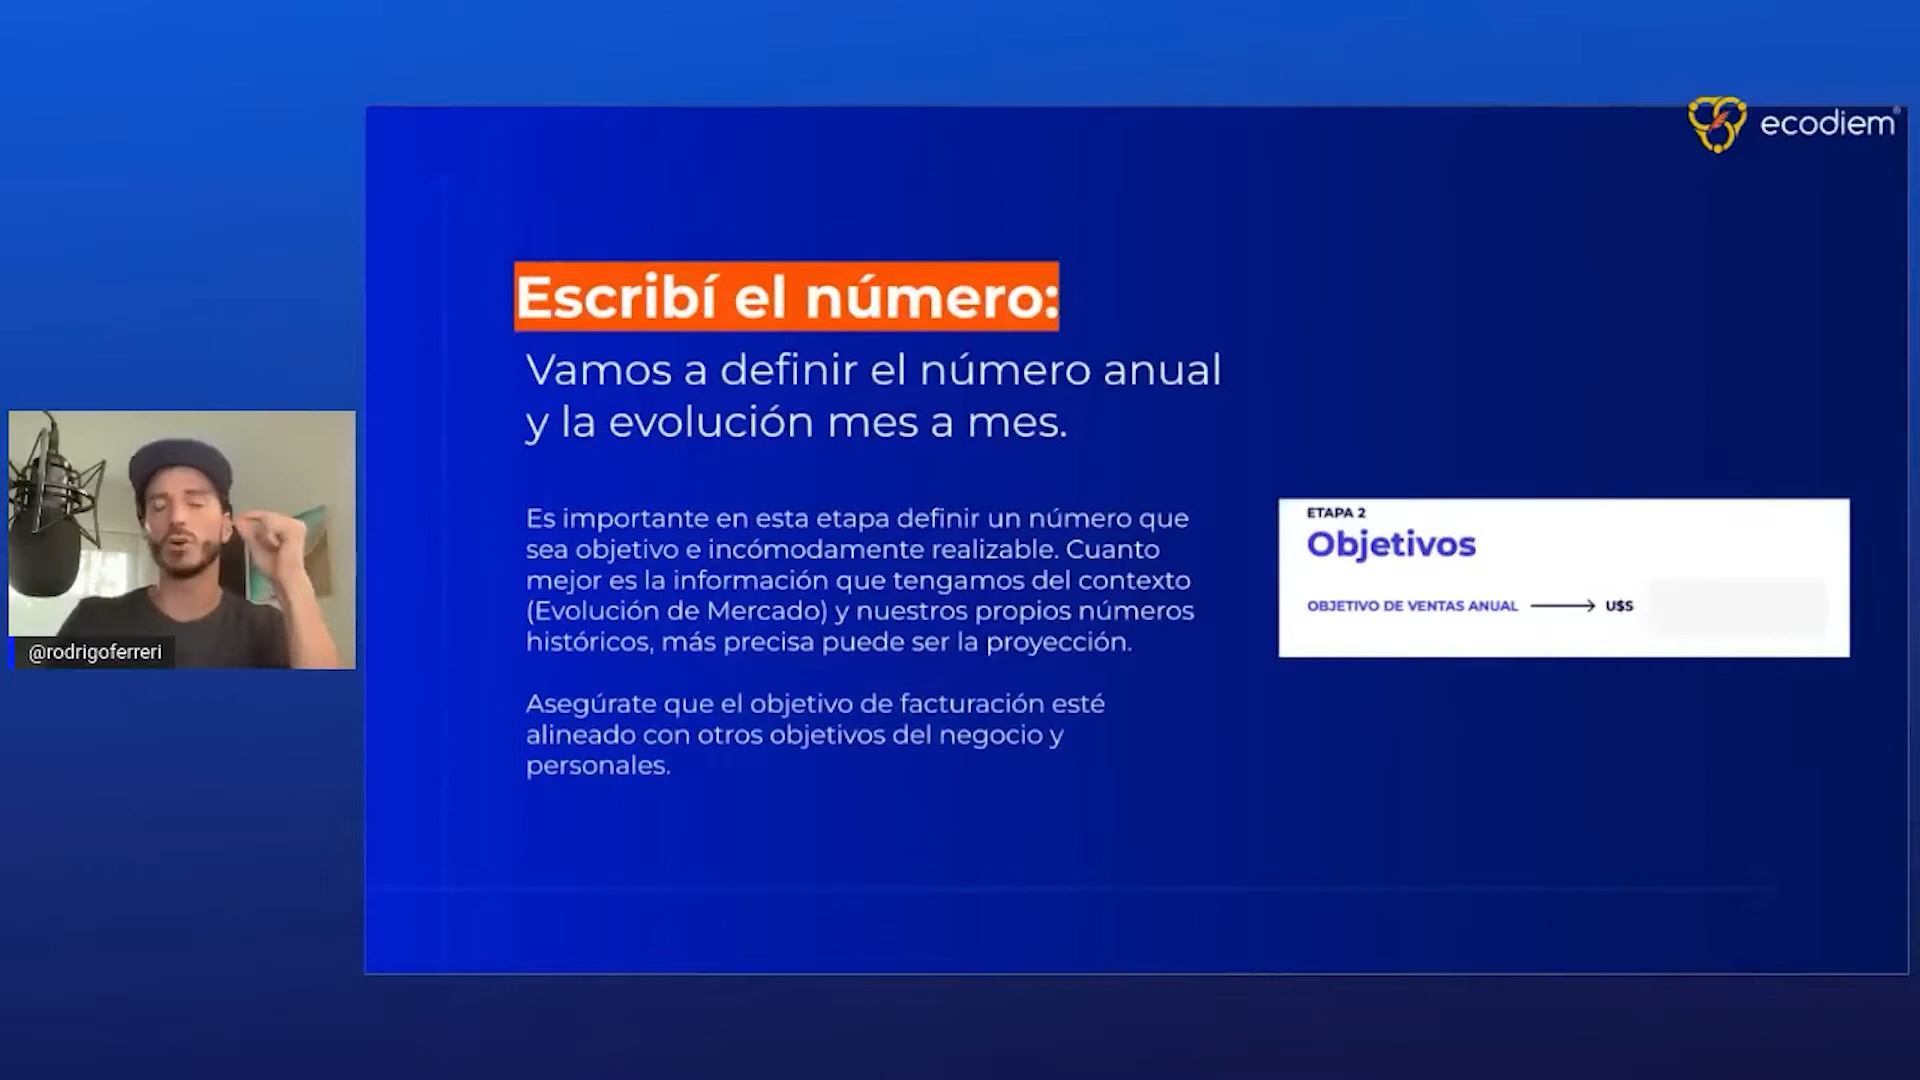 ecodiem
Escribí el número:
Vamos a definir el número anual
y la evolución mes a mes.
Es importante en esta etapa definir un número que
sea objetivo e incómodamente realizable. Cuanto
mejor es la información que tengamos del contexto
(Evolución de Mercado) y nuestros propios números
históricos, más precisa puede ser la proyección.
Asegúrate que el objetivo de facturación esté
alineado con otros objetivos del negocio y
personales.
ETAPA 2
Objetivos
OBJETIVO DE VENTAS ANUAL → U$S
@rodrigoferreri